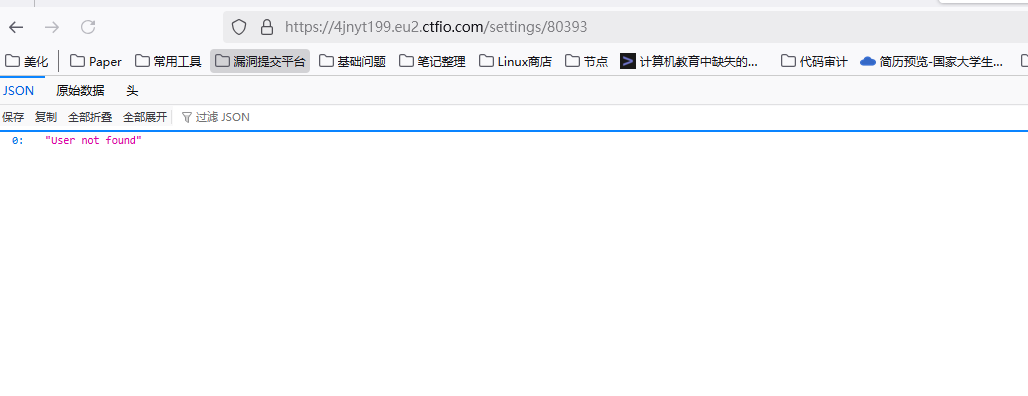 https://4jnyt199.eu2.ctfio.com/settings/80393
美化 Paper 常用工具 漏洞提交平台 基础问题 笔记整理 Linux商店 节点 计算机教育中缺失的... 代码审计 简历预览-国家大学生...
JSON 原始数据 头
保存 复制 全部折叠 全部展开 过滤 JSON
0: "User not found"